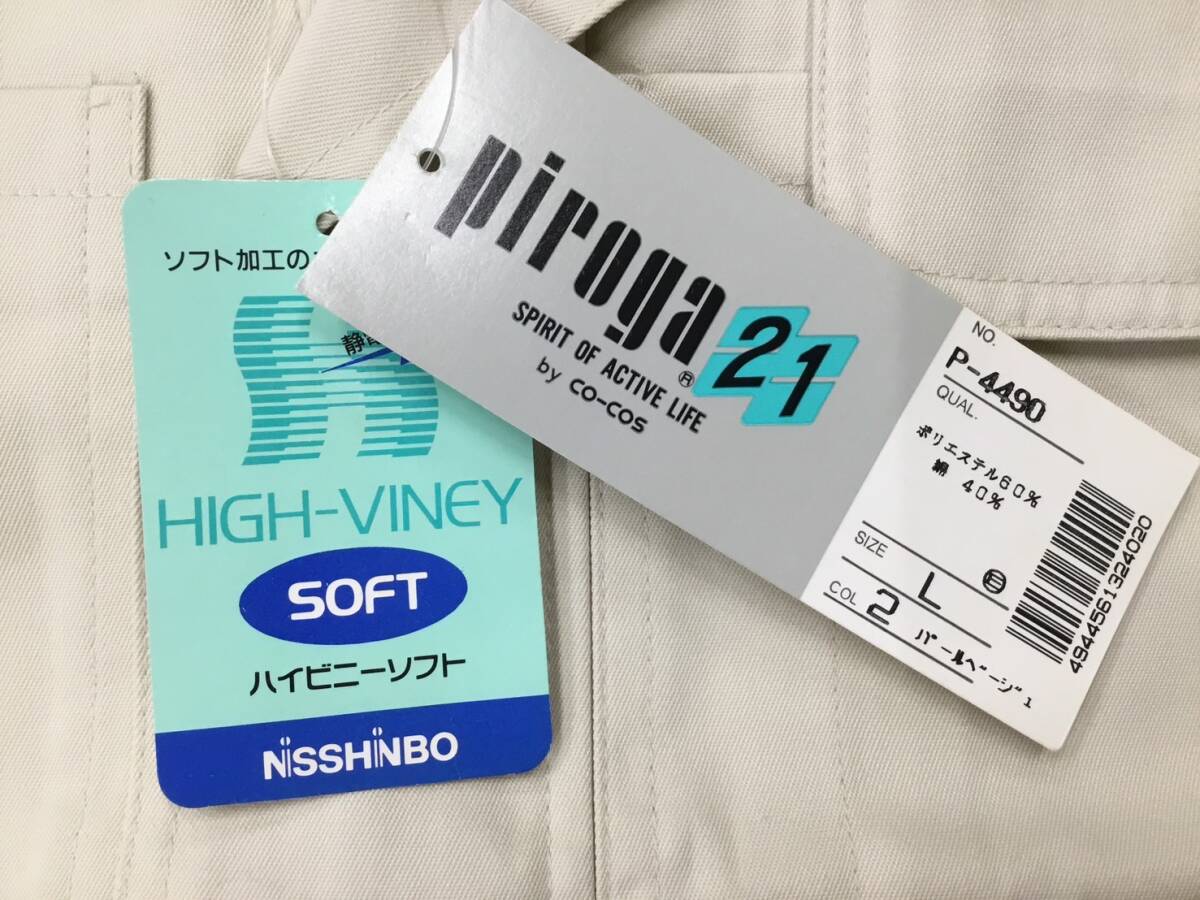 ソフト加工の
静電
HIGH-VINEY
SOFT
ハイビニーソフト
NISSHINBO
piroga 21
®
SPIRIT OF ACTIVE LIFE
by co-cos
NO.
P-4490
QUAL.
ポリエステル60%
綿 40%
SIZE L
COL 2 パールベージ゛1
4944561324020